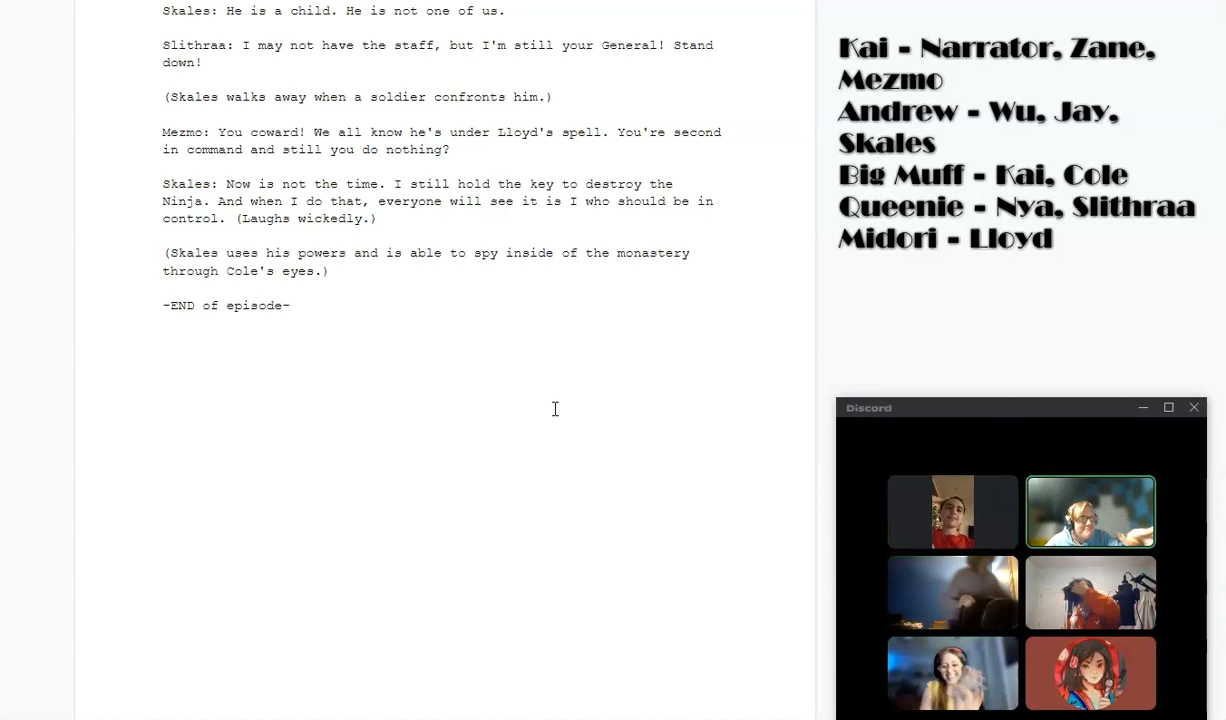 Skales: He is a child. He is not one of us.
Slithraa: I may not have the staff, but I'm still your General! Stand
down!
(Skales walks away when a soldier confronts him.)
Mezmo: You coward! We all know he's under Lloyd's spell. You're second
in command and still you do nothing?
Skales: Now is not the time. I still hold the key to destroy the
Ninja. And when I do that, everyone will see it is I who should be in
control. (Laughs wickedly.)
(Skales uses his powers and is able to spy inside of the monastery
through Cole's eyes.)
-END of episode-
Kai - Narrator, Zane,
Mezmo
Andrew - Wu, Jay,
Skales
Big Muff - Kai, Cole
Queenie - Nya, Slithraa
Midori - Lloyd
Discord